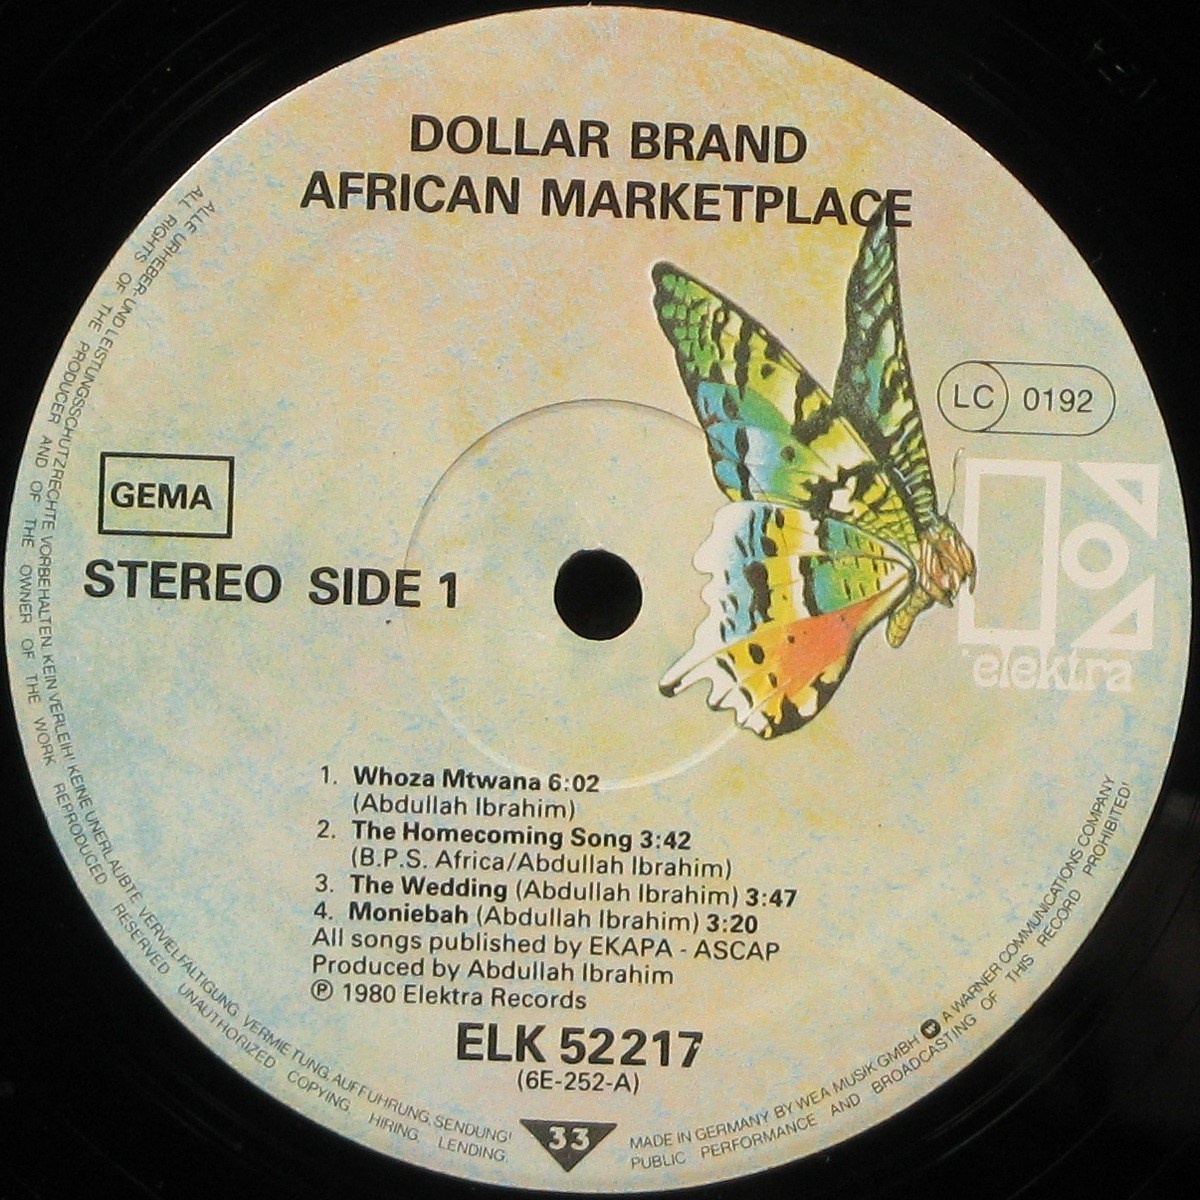 DOLLAR BRAND
AFRICAN MARKETPLACE
LC 0192
GEMA
STEREO SIDE 1
elektra
1. Whoza Mtwana 6:02
(Abdullah Ibrahim)
2. The Homecoming Song 3:42
(B.P.S. Africa/Abdullah Ibrahim)
3. The Wedding (Abdullah Ibrahim) 3:47
4. Moniebah (Abdullah Ibrahim) 3:20
All songs published by EKAPA - ASCAP
Produced by Abdullah Ibrahim
℗ 1980 Elektra Records
ELK 52217
(6E-252-A)
33
ALLE URHEBER- UND LEISTUNGSSCHUTZRECHTE VORBEHALTEN. KEIN VERLEIH! KEINE UNERLAUBTE VERVIELFÄLTIGUNG, VERMIETUNG, AUFFÜHRUNG, SENDUNG!
ALL RIGHTS OF THE PRODUCER AND OF THE OWNER OF THE WORK REPRODUCED RESERVED UNAUTHORIZED COPYING, HIRING, LENDING,
MADE IN GERMANY BY WEA MUSIK GMBH A WARNER COMMUNICATIONS COMPANY
PUBLIC PERFORMANCE AND BROADCASTING OF THIS RECORD PROHIBITED!